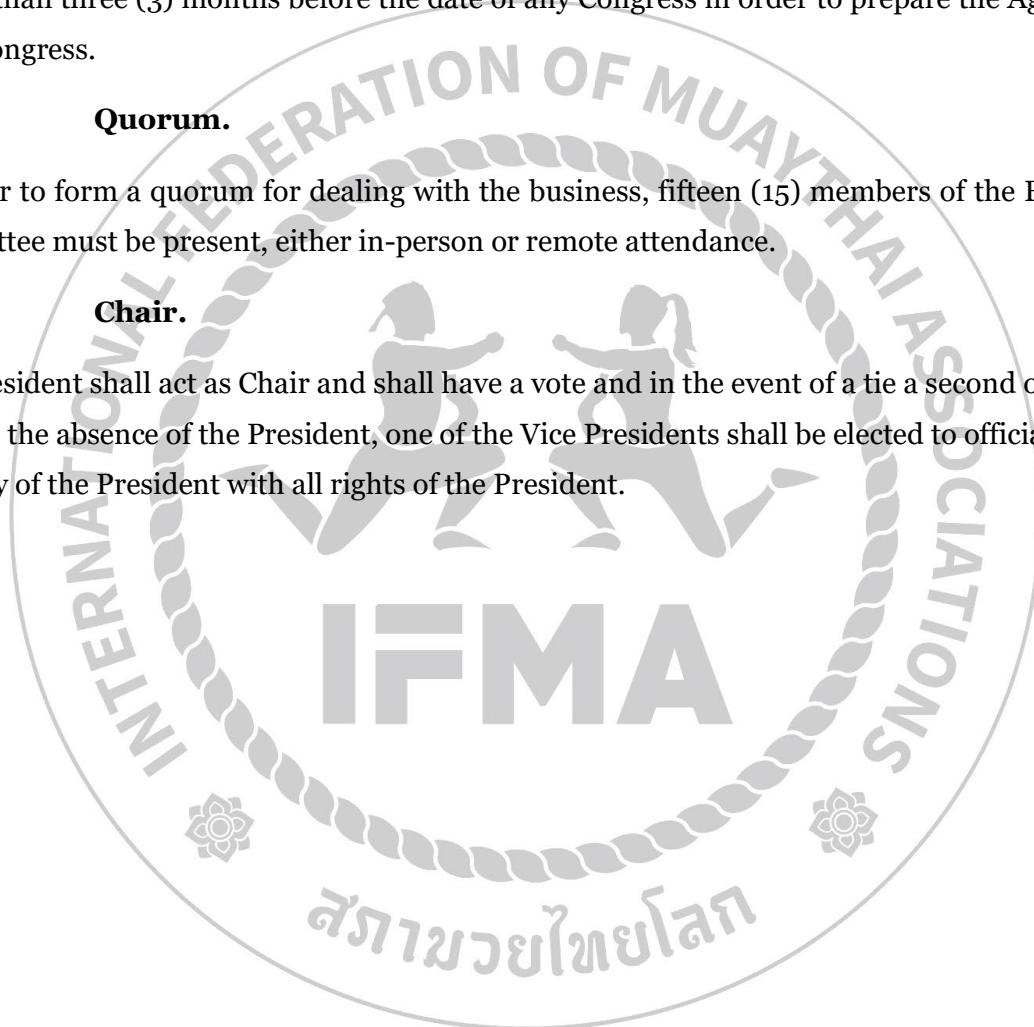 than three (3) months before the date of any Congress in order to prepare the Ag
ongress.
Quorum.
r to form a quorum for dealing with the business, fifteen (15) members of the E
ttee must be present, either in-person or remote attendance.
Chair.
esident shall act as Chair and shall have a vote and in the event of a tie a second o
the absence of the President, one of the Vice Presidents shall be elected to officia
y of the President with all rights of the President.
INTERNATIONAL FEDERATION OF MUAYTHAI ASSOCIATIONS
IFMA
สภามวยไทยโลก